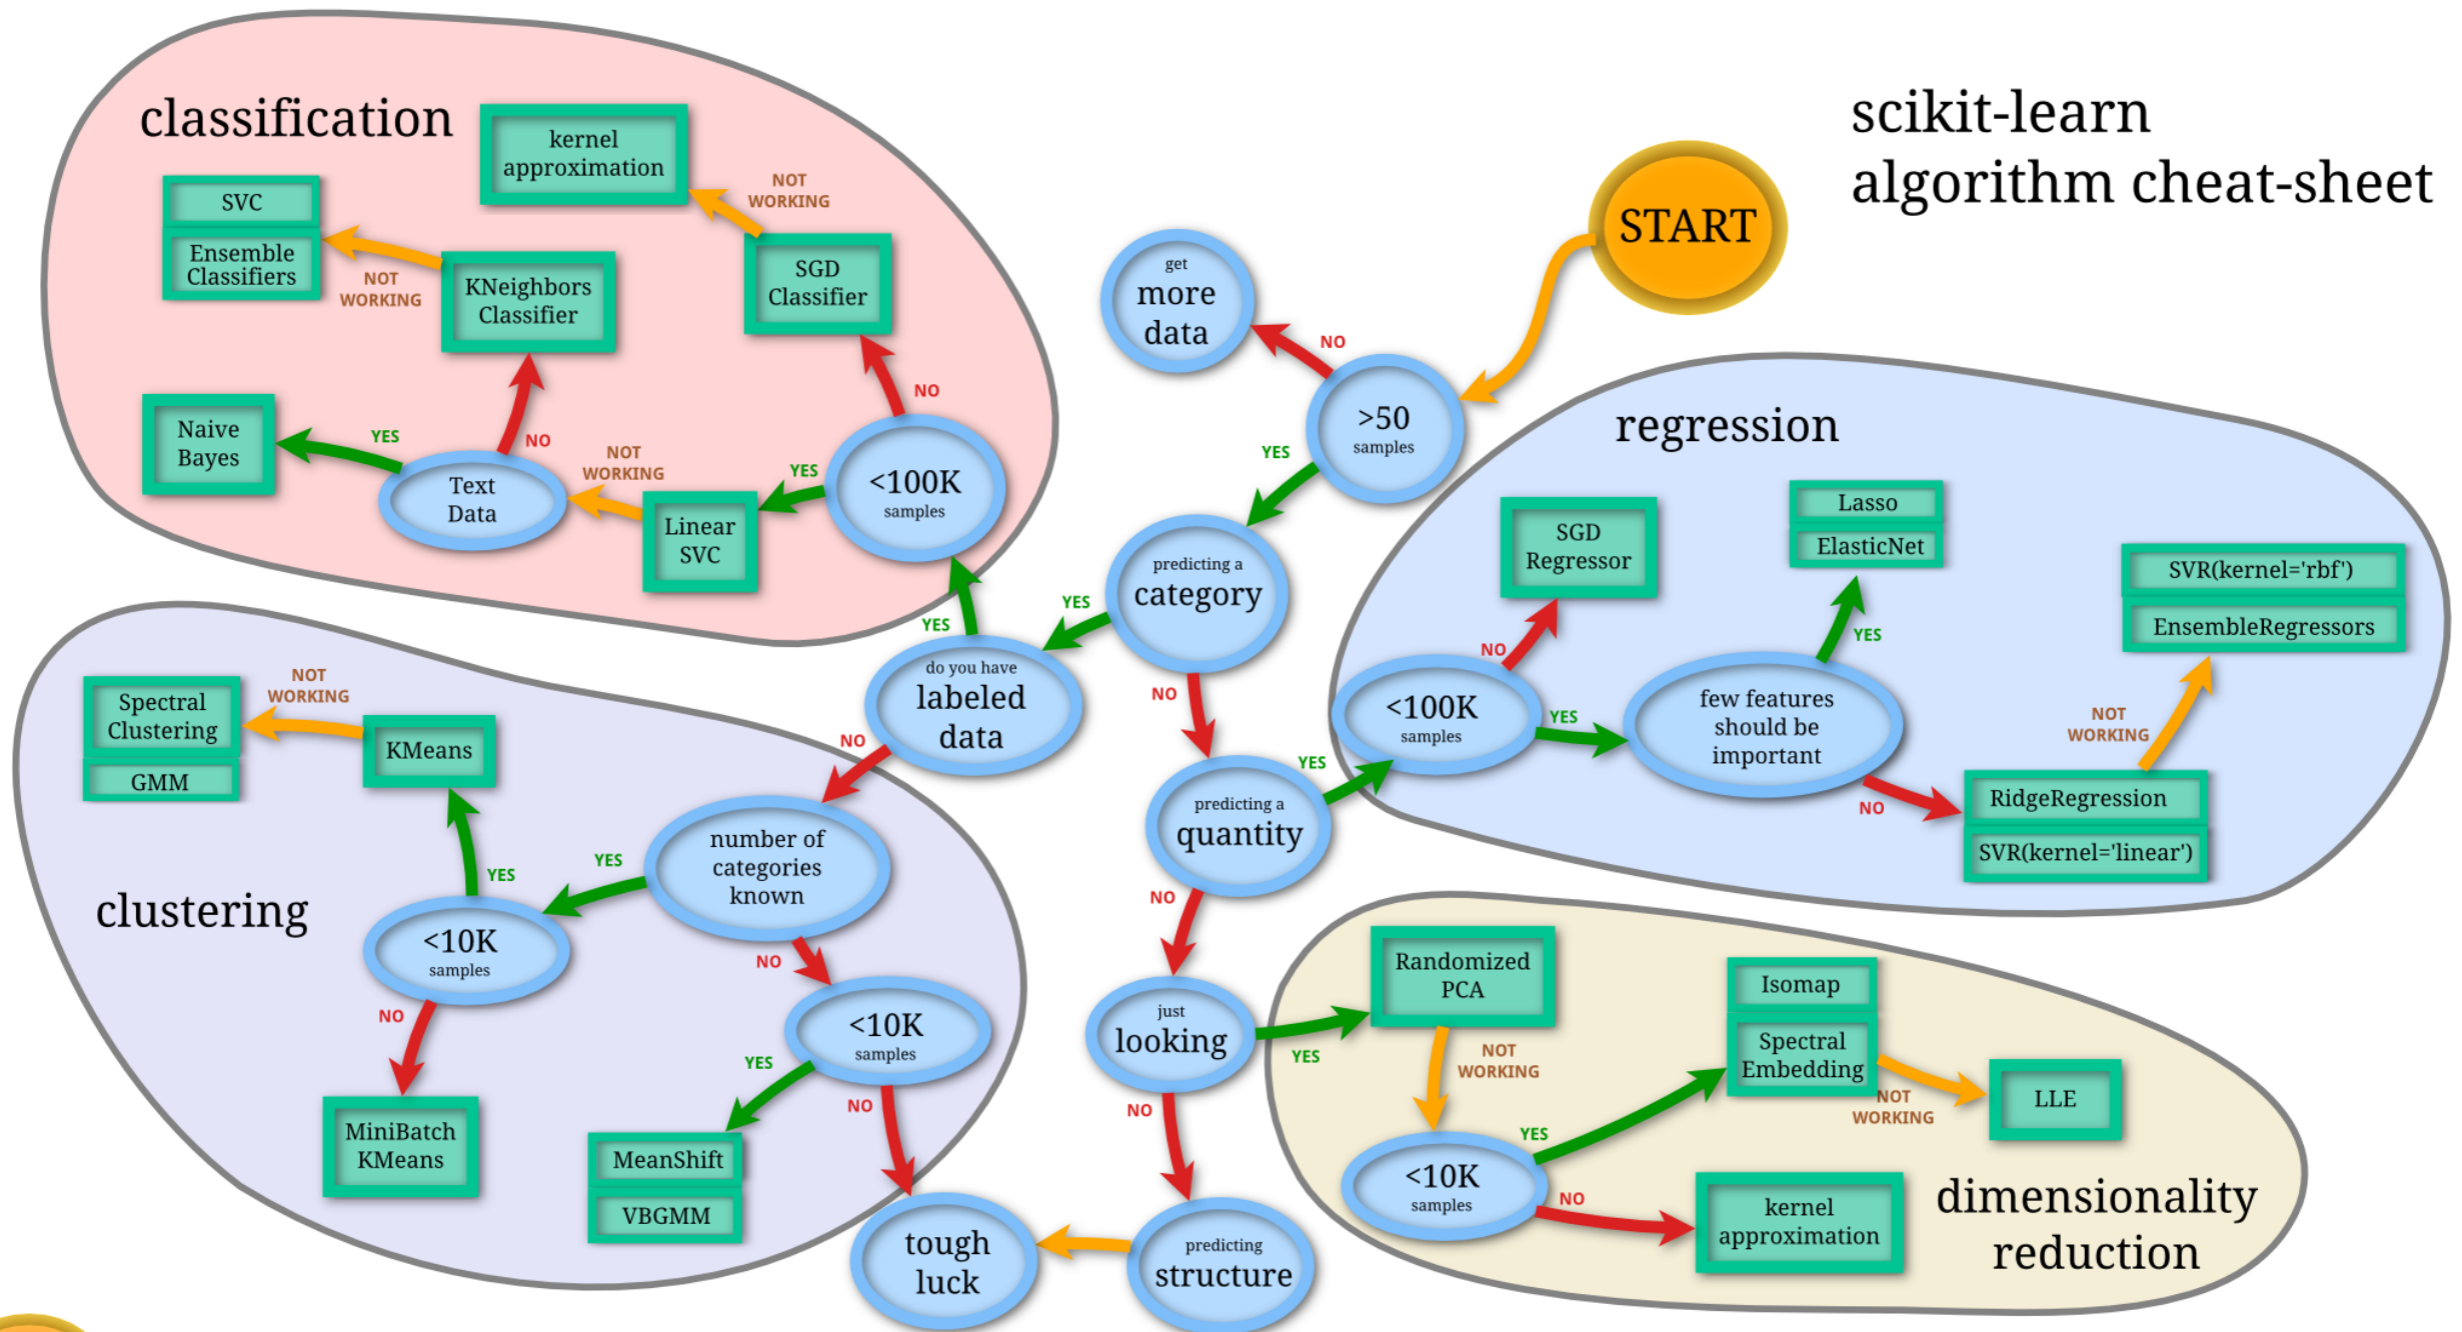 scikit-learn
algorithm cheat-sheet
START
>50
samples
NO
get
more
data
YES
predicting a
category
YES
do you have
labeled
data
YES
classification
<100K
samples
NO
SGD
Classifier
NOT
WORKING
kernel
approximation
YES
Linear
SVC
NOT
WORKING
Text
Data
YES
Naive
Bayes
NO
KNeighbors
Classifier
NOT
WORKING
SVC
Ensemble
Classifiers
NO
clustering
number of
categories
known
YES
<10K
samples
YES
KMeans
NOT
WORKING
Spectral
Clustering
GMM
NO
MiniBatch
KMeans
NO
<10K
samples
YES
MeanShift
VBGMM
NO
tough
luck
NO
predicting a
quantity
YES
regression
<100K
samples
NO
SGD
Regressor
YES
few features
should be
important
YES
Lasso
ElasticNet
NO
RidgeRegression
SVR(kernel='linear')
NOT
WORKING
SVR(kernel='rbf')
EnsembleRegressors
NO
just
looking
YES
dimensionality
reduction
Randomized
PCA
NOT
WORKING
<10K
samples
YES
Isomap
Spectral
Embedding
NOT
WORKING
LLE
NO
kernel
approximation
NO
predicting
structure